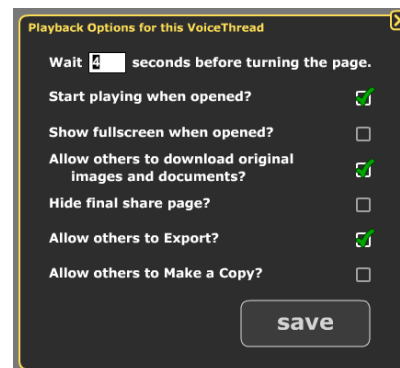 Playback Options for this VoiceThread
Wait 4 seconds before turning the page.
Start playing when opened?
Show fullscreen when opened?
Allow others to download original
images and documents?
Hide final share page?
Allow others to Export?
Allow others to Make a Copy?
save